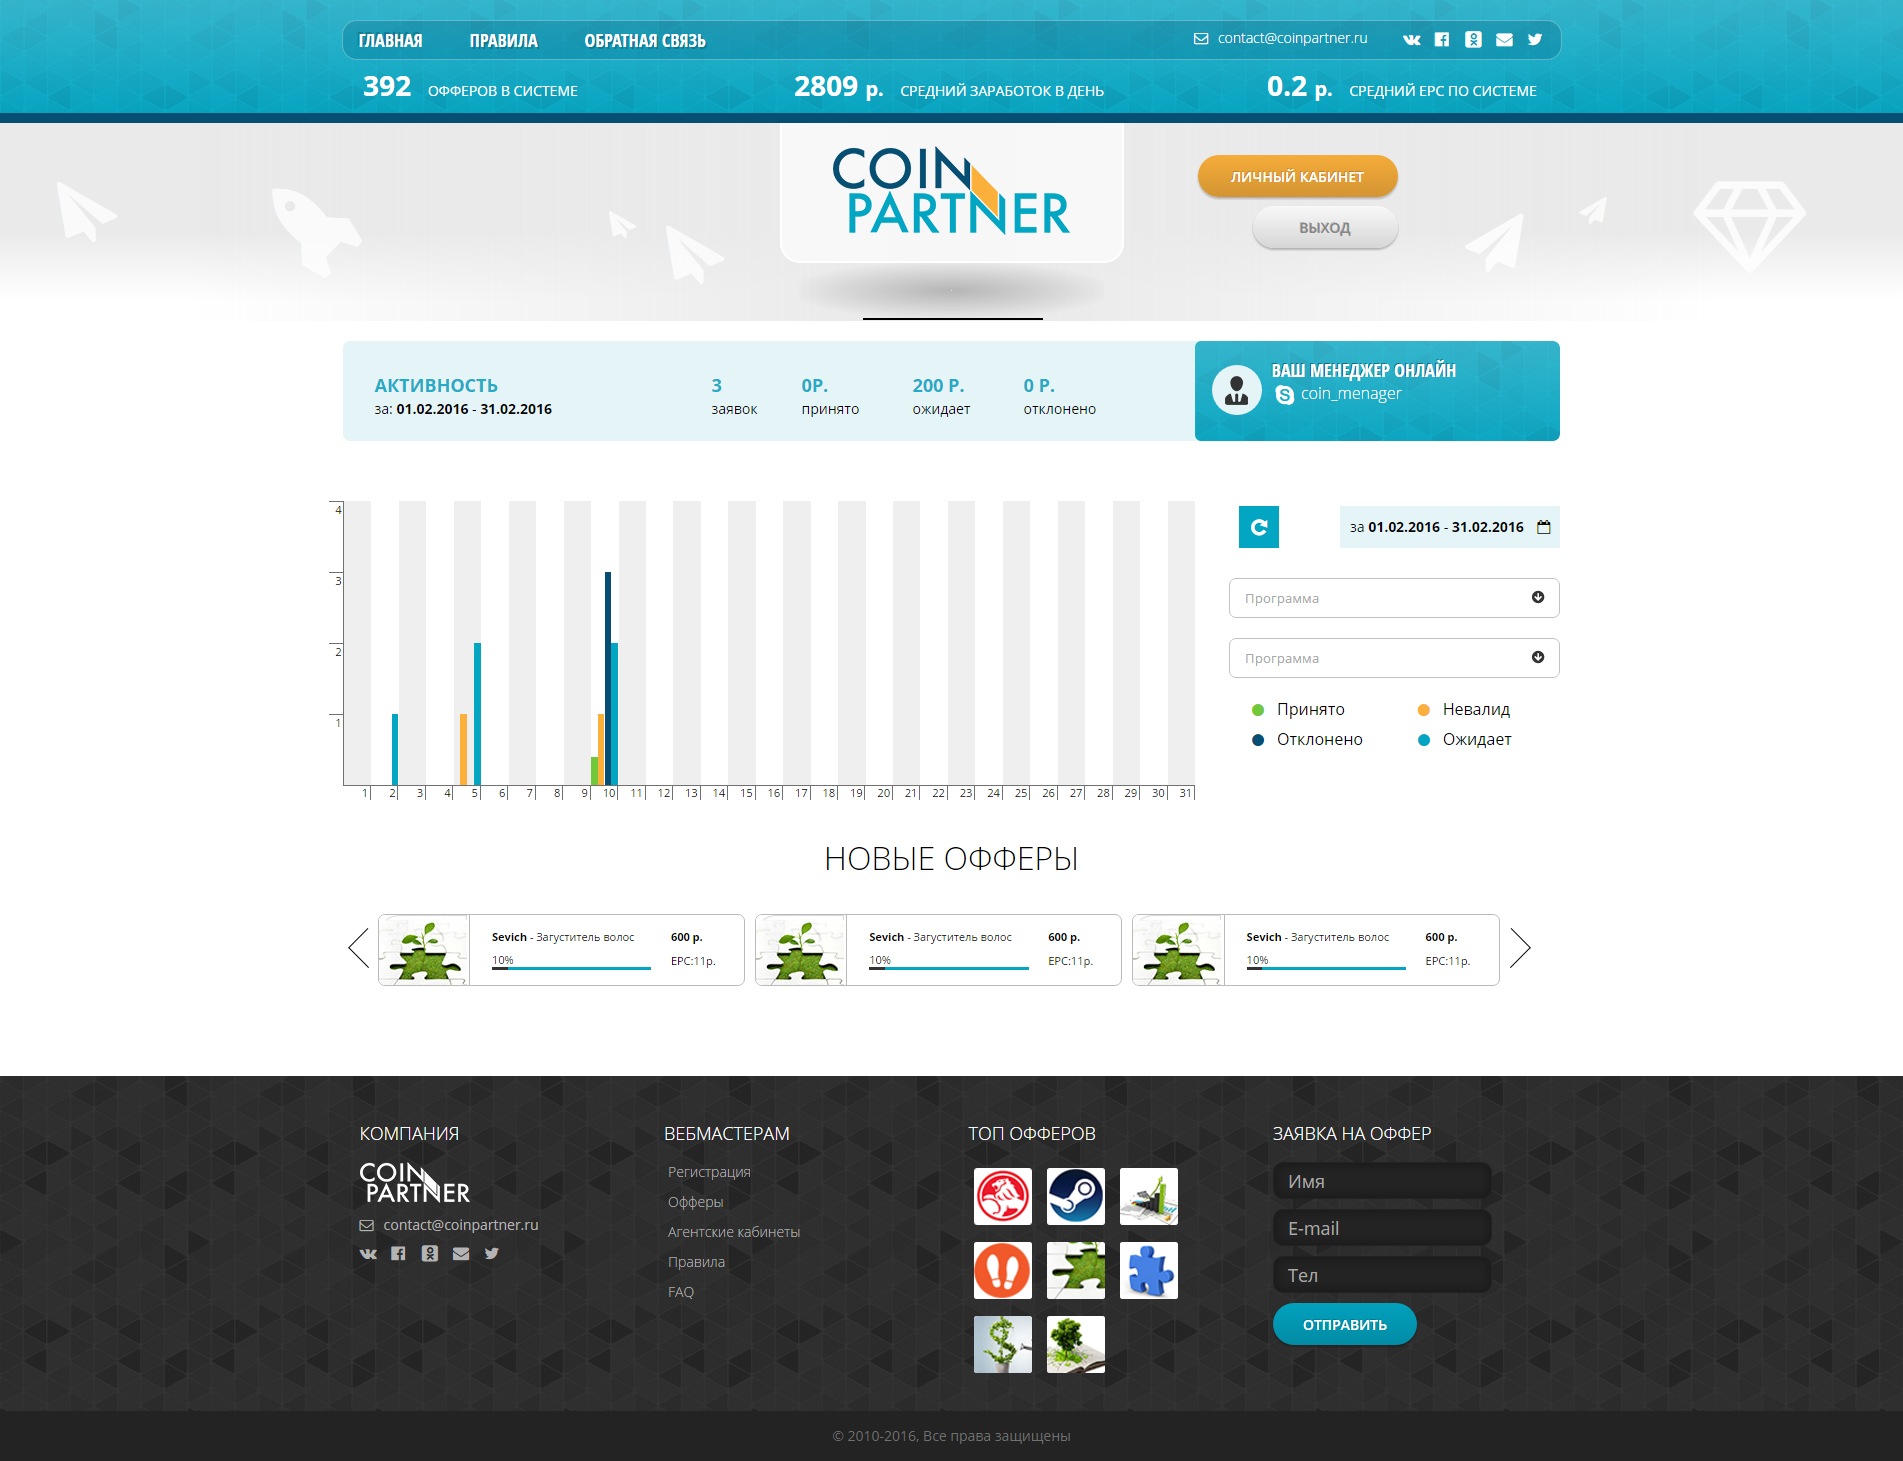 ГЛАВНАЯ ПРАВИЛА ОБРАТНАЯ СВЯЗЬ contact@coinpartner.ru
392 ОФФЕРОВ В СИСТЕМЕ 2809 р. СРЕДНИЙ ЗАРАБОТОК В ДЕНЬ 0.2 р. СРЕДНИЙ EPC ПО СИСТЕМЕ
COIN
PARTNER
ЛИЧНЫЙ КАБИНЕТ
ВЫХОД
АКТИВНОСТЬ 3 0Р. 200 Р. 0 Р.
за: 01.02.2016 - 31.02.2016 заявок принято ожидает отклонено
ВАШ МЕНЕДЖЕР ОНЛАЙН
coin_menager
4
3
2
1
1 2 3 4 5 6 7 8 9 10 11 12 13 14 15 16 17 18 19 20 21 22 23 24 25 26 27 28 29 30 31
за 01.02.2016 - 31.02.2016
Программа
Программа
Принято Невалид
Отклонено Ожидает
НОВЫЕ ОФФЕРЫ
Sevich - Загуститель волос 600 р.
10% EPC:11р.
Sevich - Загуститель волос 600 р.
10% EPC:11р.
Sevich - Загуститель волос 600 р.
10% EPC:11р.
КОМПАНИЯ
COIN
PARTNER
contact@coinpartner.ru
ВЕБМАСТЕРАМ
Регистрация
Офферы
Агентские кабинеты
Правила
FAQ
ТОП ОФФЕРОВ
ЗАЯВКА НА ОФФЕР
Имя
E-mail
Тел
ОТПРАВИТЬ
© 2010-2016, Все права защищены